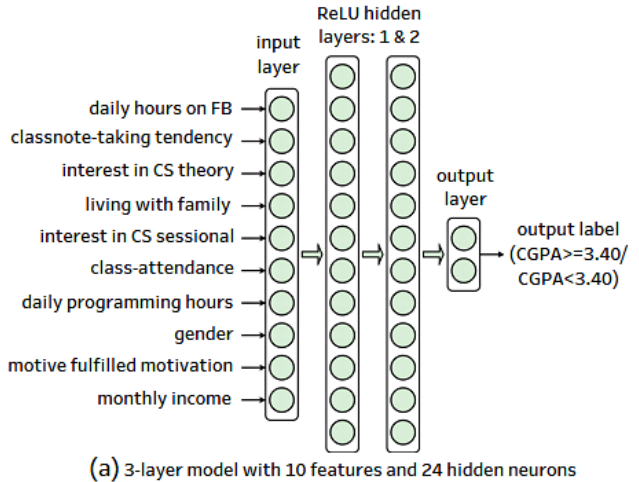 ReLU hidden
layers: 1 & 2
input
layer
daily hours on FB
classnote-taking tendency
interest in CS theory
living with family
interest in CS sessional
class-attendance
daily programming hours
gender
motive fulfilled motivation
monthly income
output
layer
output label
(CGPA>=3.40/
CGPA<3.40)
(a) 3-layer model with 10 features and 24 hidden neurons